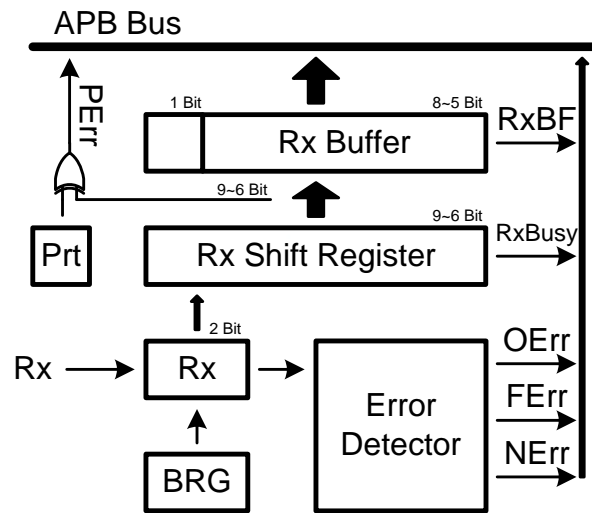 APB Bus
PErr
1 Bit
8~5 Bit
Rx Buffer
RxBF
9~6 Bit
9~6 Bit
Prt
Rx Shift Register
RxBusy
2 Bit
Rx
Rx
OErr
Error
Detector
FErr
NErr
BRG